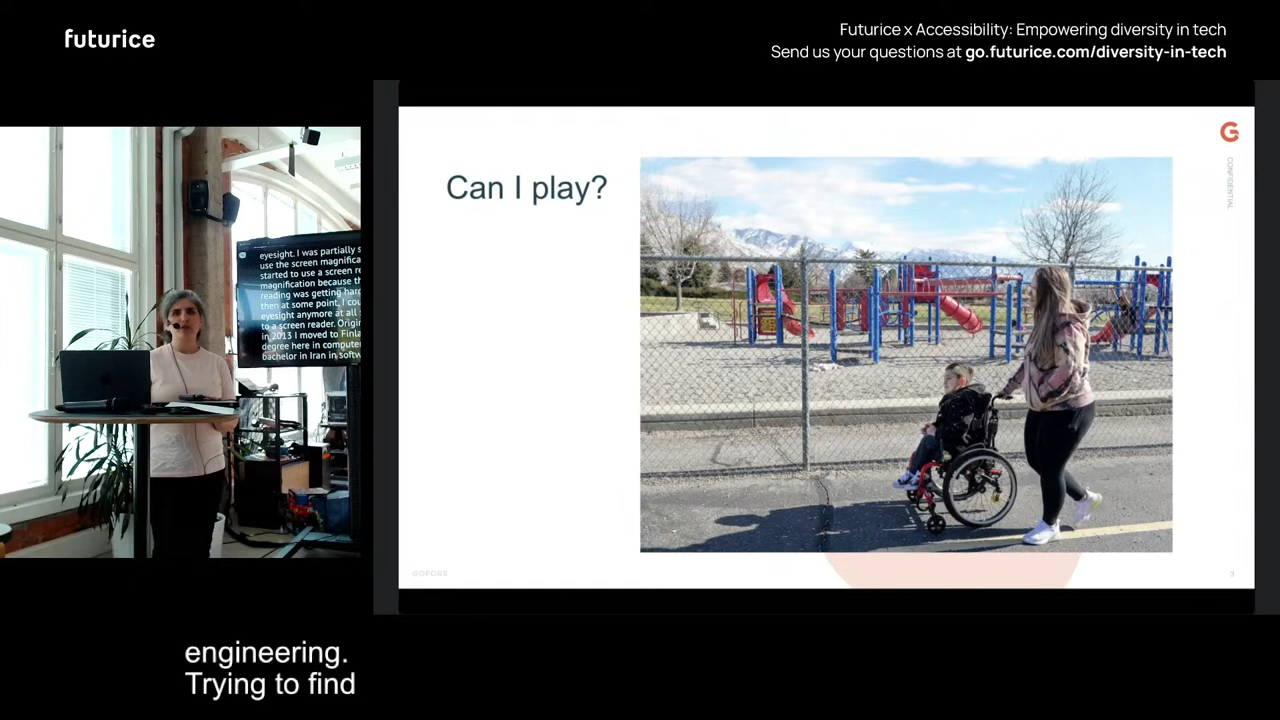 futurice
Futurice x Accessibility: Empowering diversity in tech
Send us your questions at go.futurice.com/diversity-in-tech
eyesight. I was partially s
use the screen magnifica
started to use a screen re
magnification because th
reading was getting hard
then at some point, I cou
eyesight anymore at all
to a screen reader. Origi
in 2013 I moved to Finla
degree here in compute
bachelor in Iran in softw
Can I play?
G
CONFIDENTIAL
GOFORE
3
engineering.
Trying to find